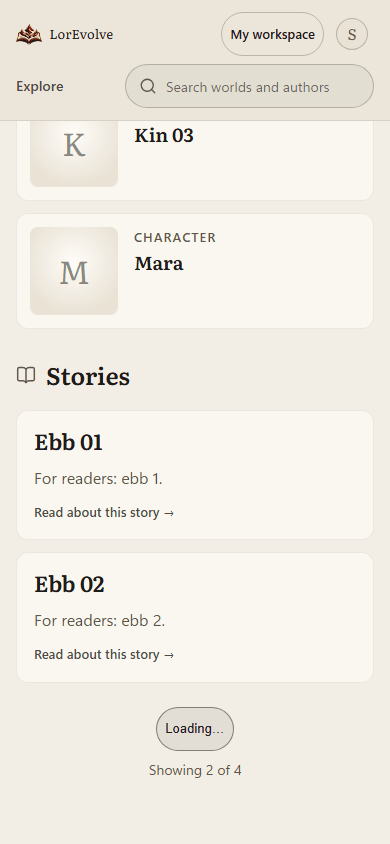 LorEvolve
My workspace
S
Explore
Search worlds and authors
K
Kin 03
M
CHARACTER
Mara
Stories
Ebb 01
For readers: ebb 1.
Read about this story →
Ebb 02
For readers: ebb 2.
Read about this story →
Loading…
Showing 2 of 4